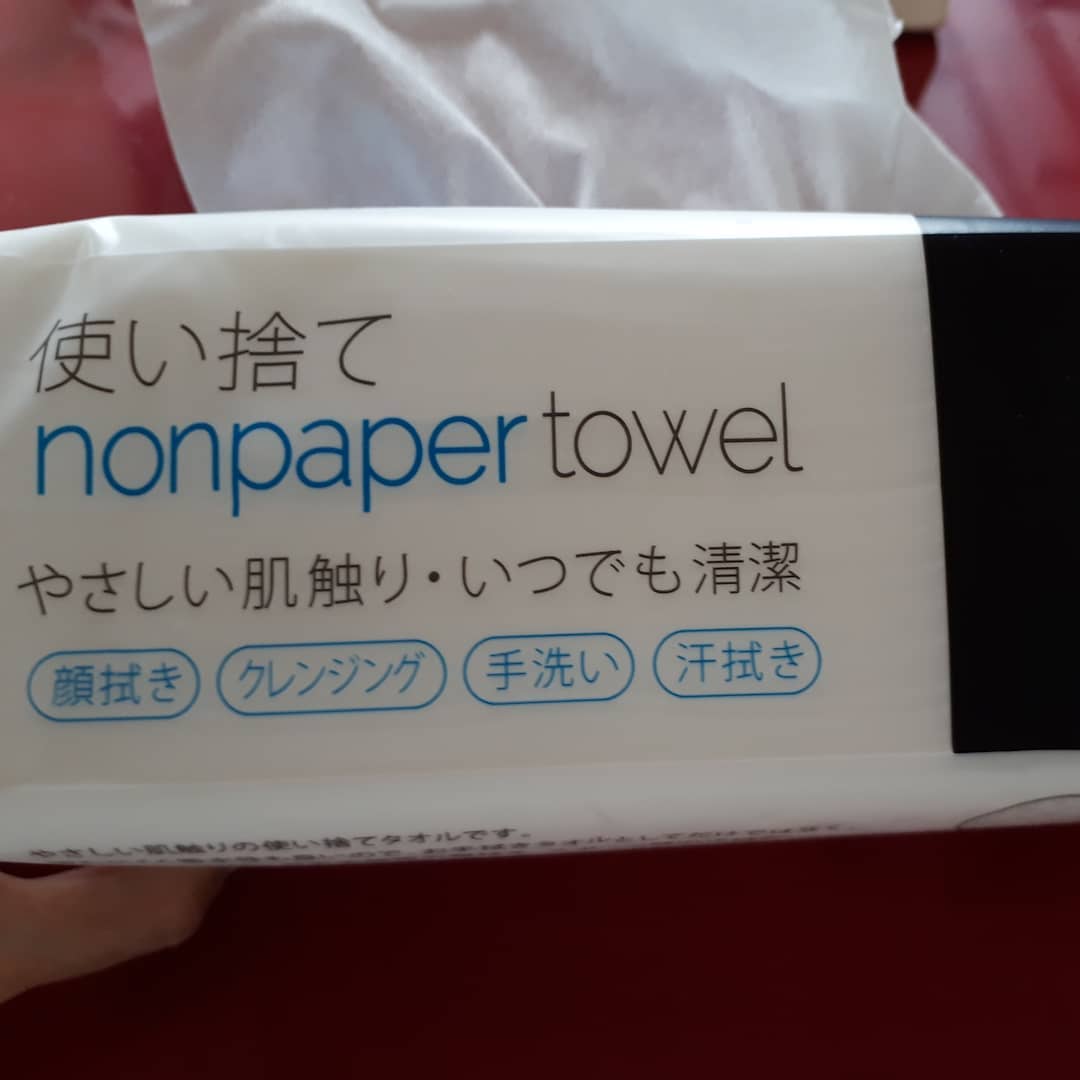 使い捨て
nonpaper towel
やさしい肌触り・いつでも清潔
顔拭き クレンジング 手洗い 汗拭き
やさしい肌触りの使い捨てタオルです。